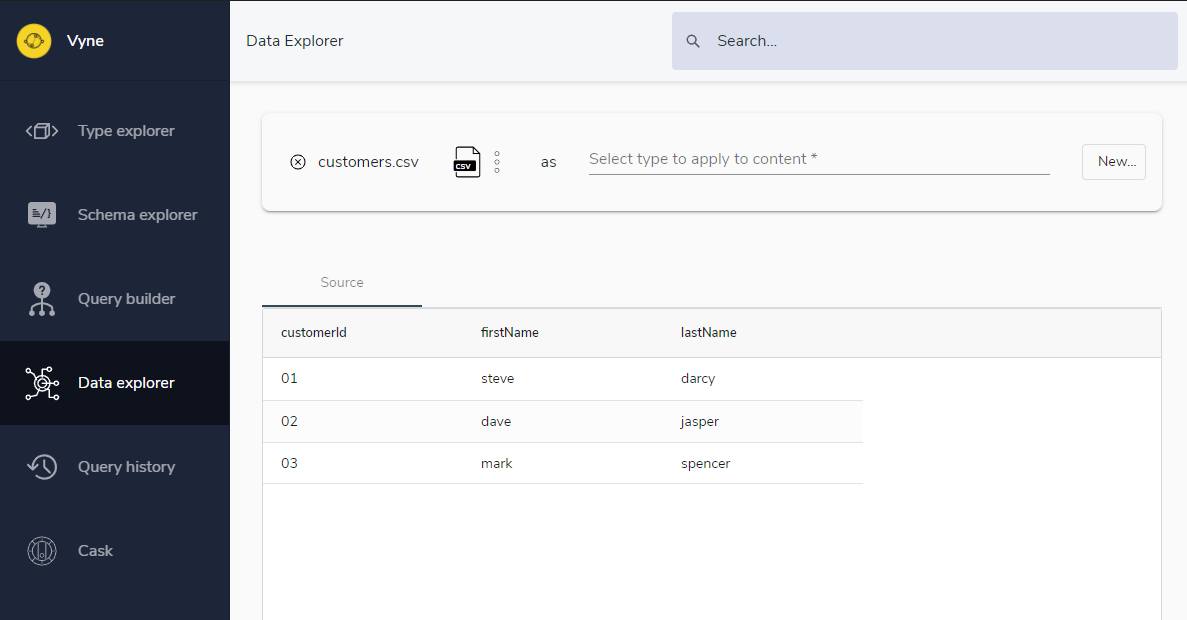 Vyne
Data Explorer
Search...
Type explorer
Schema explorer
Query builder
Data explorer
Query history
Cask
customers.csv
CSV
as
Select type to apply to content *
New...
Source
customerId firstName lastName
01 steve darcy
02 dave jasper
03 mark spencer